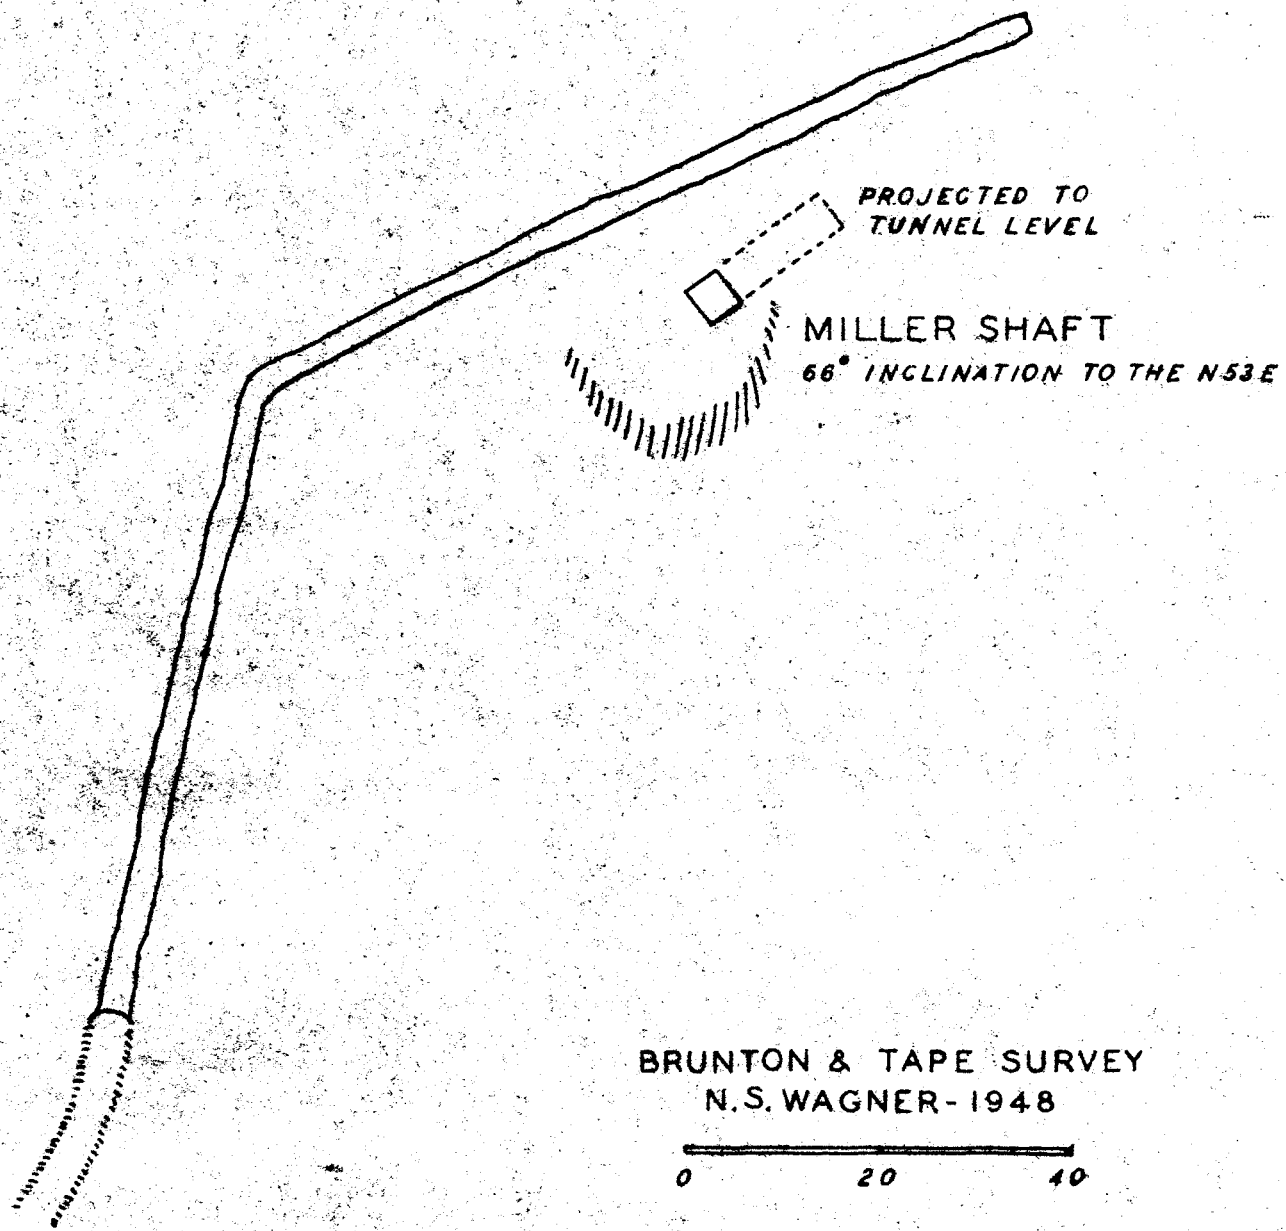 PROJECTED TO
TUNNEL LEVEL
MILLER SHAFT
66° INCLINATION TO THE N53E
BRUNTON & TAPE SURVEY
N.S. WAGNER - 1948
0 20 40